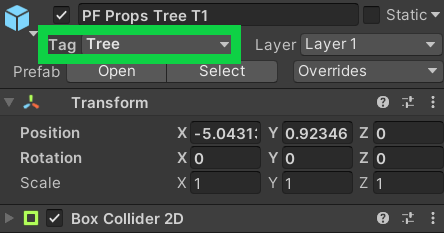 PF Props Tree T1 Static
Tag Tree Layer Layer 1
Prefab Open Select Overrides
Transform
Position X -5.0431 Y 0.92346 Z 0
Rotation X 0 Y 0 Z 0
Scale X 1 Y 1 Z 1
Box Collider 2D